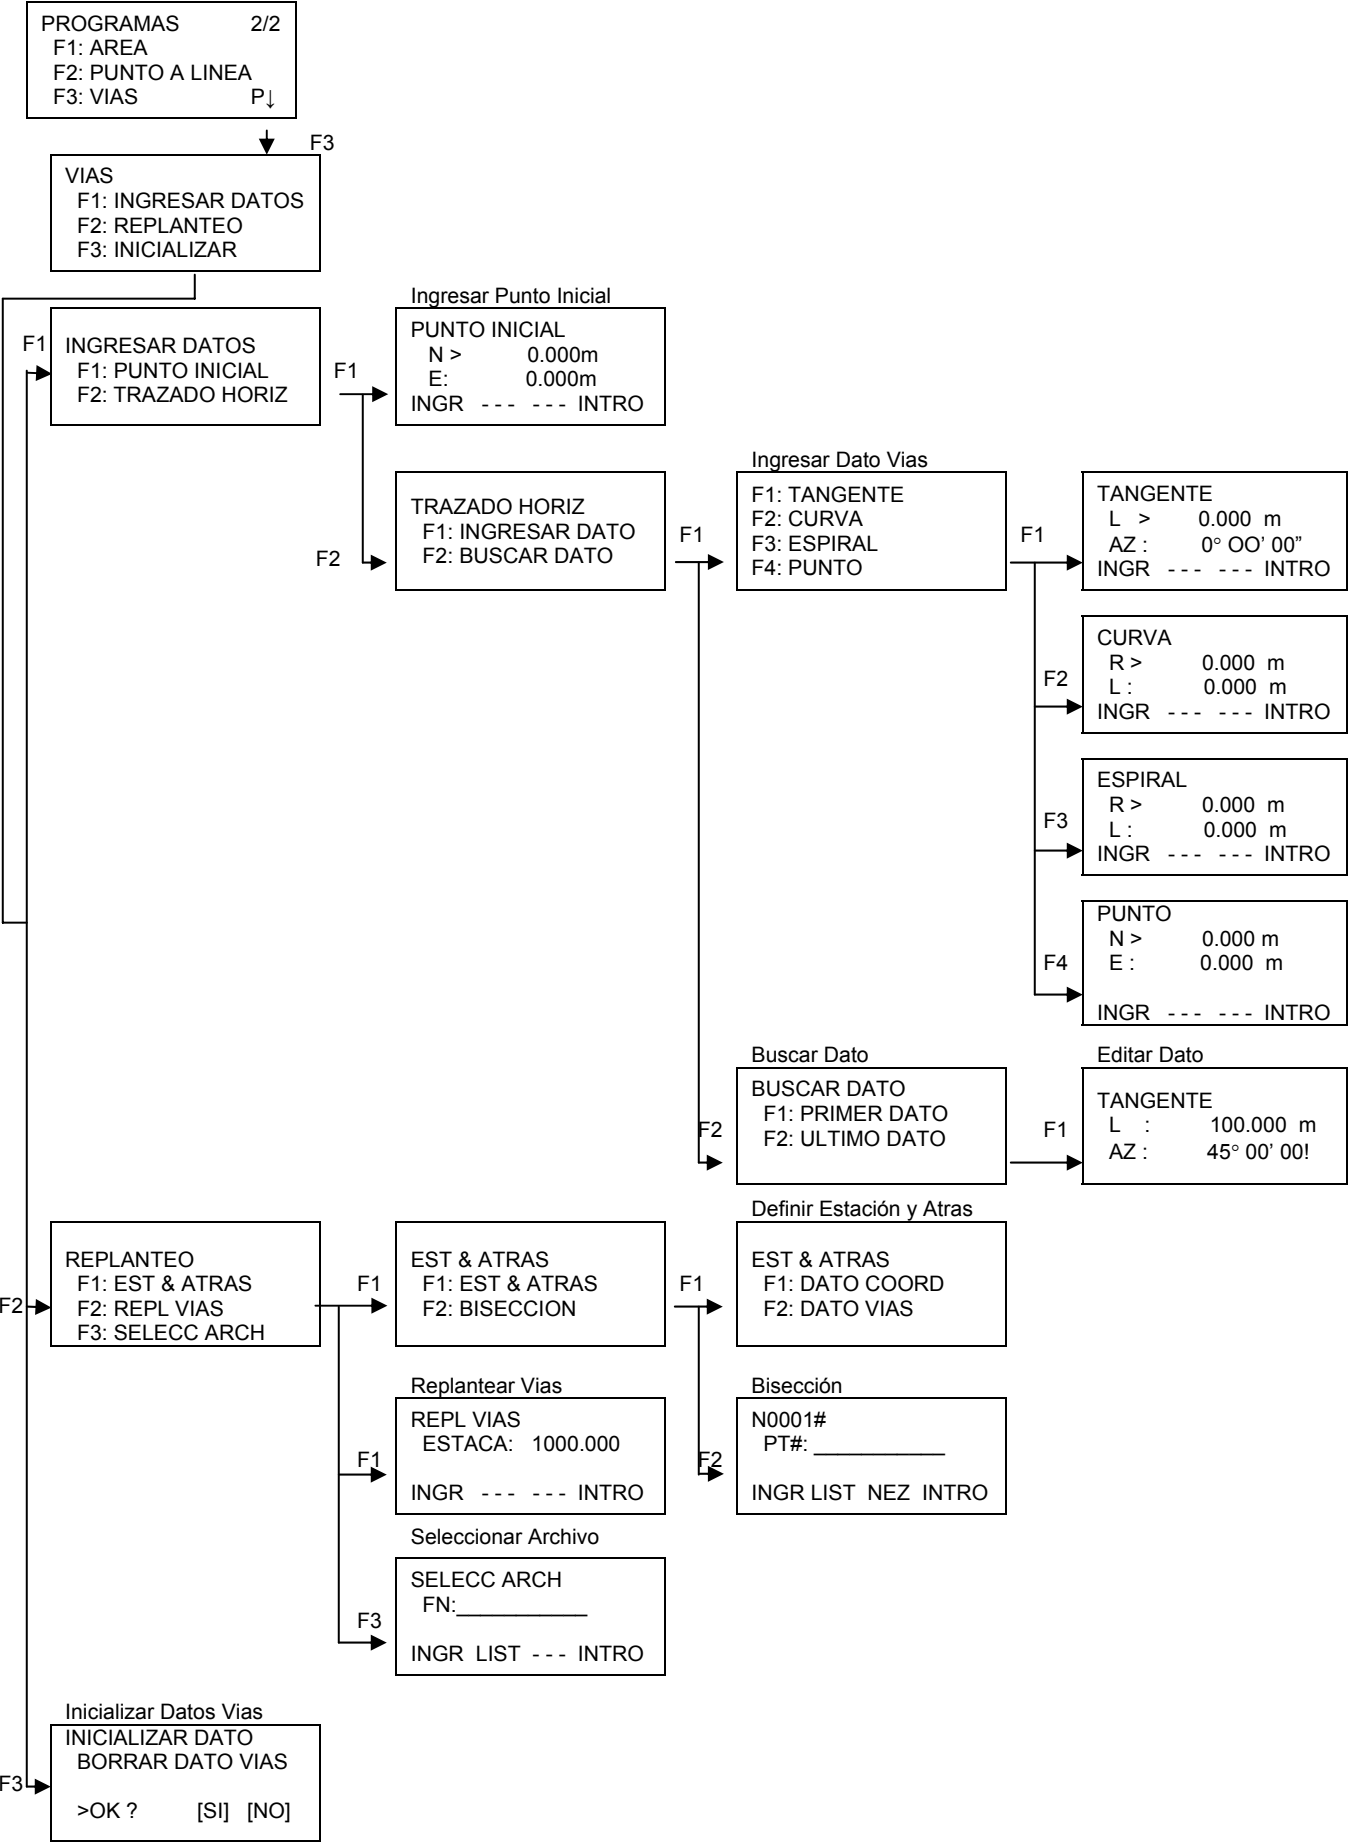 PROGRAMAS 2/2
F1: AREA
F2: PUNTO A LINEA
F3: VIAS P↓
F3
VIAS
F1: INGRESAR DATOS
F2: REPLANTEO
F3: INICIALIZAR
F1
INGRESAR DATOS
F1: PUNTO INICIAL
F2: TRAZADO HORIZ
F1
Ingresar Punto Inicial
PUNTO INICIAL
N > 0.000m
E: 0.000m
INGR - - - - - - INTRO
F2
TRAZADO HORIZ
F1: INGRESAR DATO
F2: BUSCAR DATO
F1
Ingresar Dato Vias
F1: TANGENTE
F2: CURVA
F3: ESPIRAL
F4: PUNTO
F1
TANGENTE
L > 0.000 m
AZ : 0° OO' 00”
INGR - - - - - - INTRO
F2
CURVA
R > 0.000 m
L : 0.000 m
INGR - - - - - - INTRO
F3
ESPIRAL
R > 0.000 m
L : 0.000 m
INGR - - - - - - INTRO
F4
PUNTO
N > 0.000 m
E : 0.000 m
INGR - - - - - - INTRO
F2
Buscar Dato
BUSCAR DATO
F1: PRIMER DATO
F2: ULTIMO DATO
F1
Editar Dato
TANGENTE
L : 100.000 m
AZ : 45° 00' 00!
F2
REPLANTEO
F1: EST & ATRAS
F2: REPL VIAS
F3: SELECC ARCH
F1
EST & ATRAS
F1: EST & ATRAS
F2: BISECCION
F1
Definir Estación y Atras
EST & ATRAS
F1: DATO COORD
F2: DATO VIAS
F1
Replantear Vias
REPL VIAS
ESTACA: 1000.000
INGR - - - - - - INTRO
F2
Bisección
N0001#
PT#: ____________
INGR LIST NEZ INTRO
F3
Seleccionar Archivo
SELECC ARCH
FN:____________
INGR LIST - - - INTRO
F3
Inicializar Datos Vias
INICIALIZAR DATO
BORRAR DATO VIAS
>OK ? [SI] [NO]